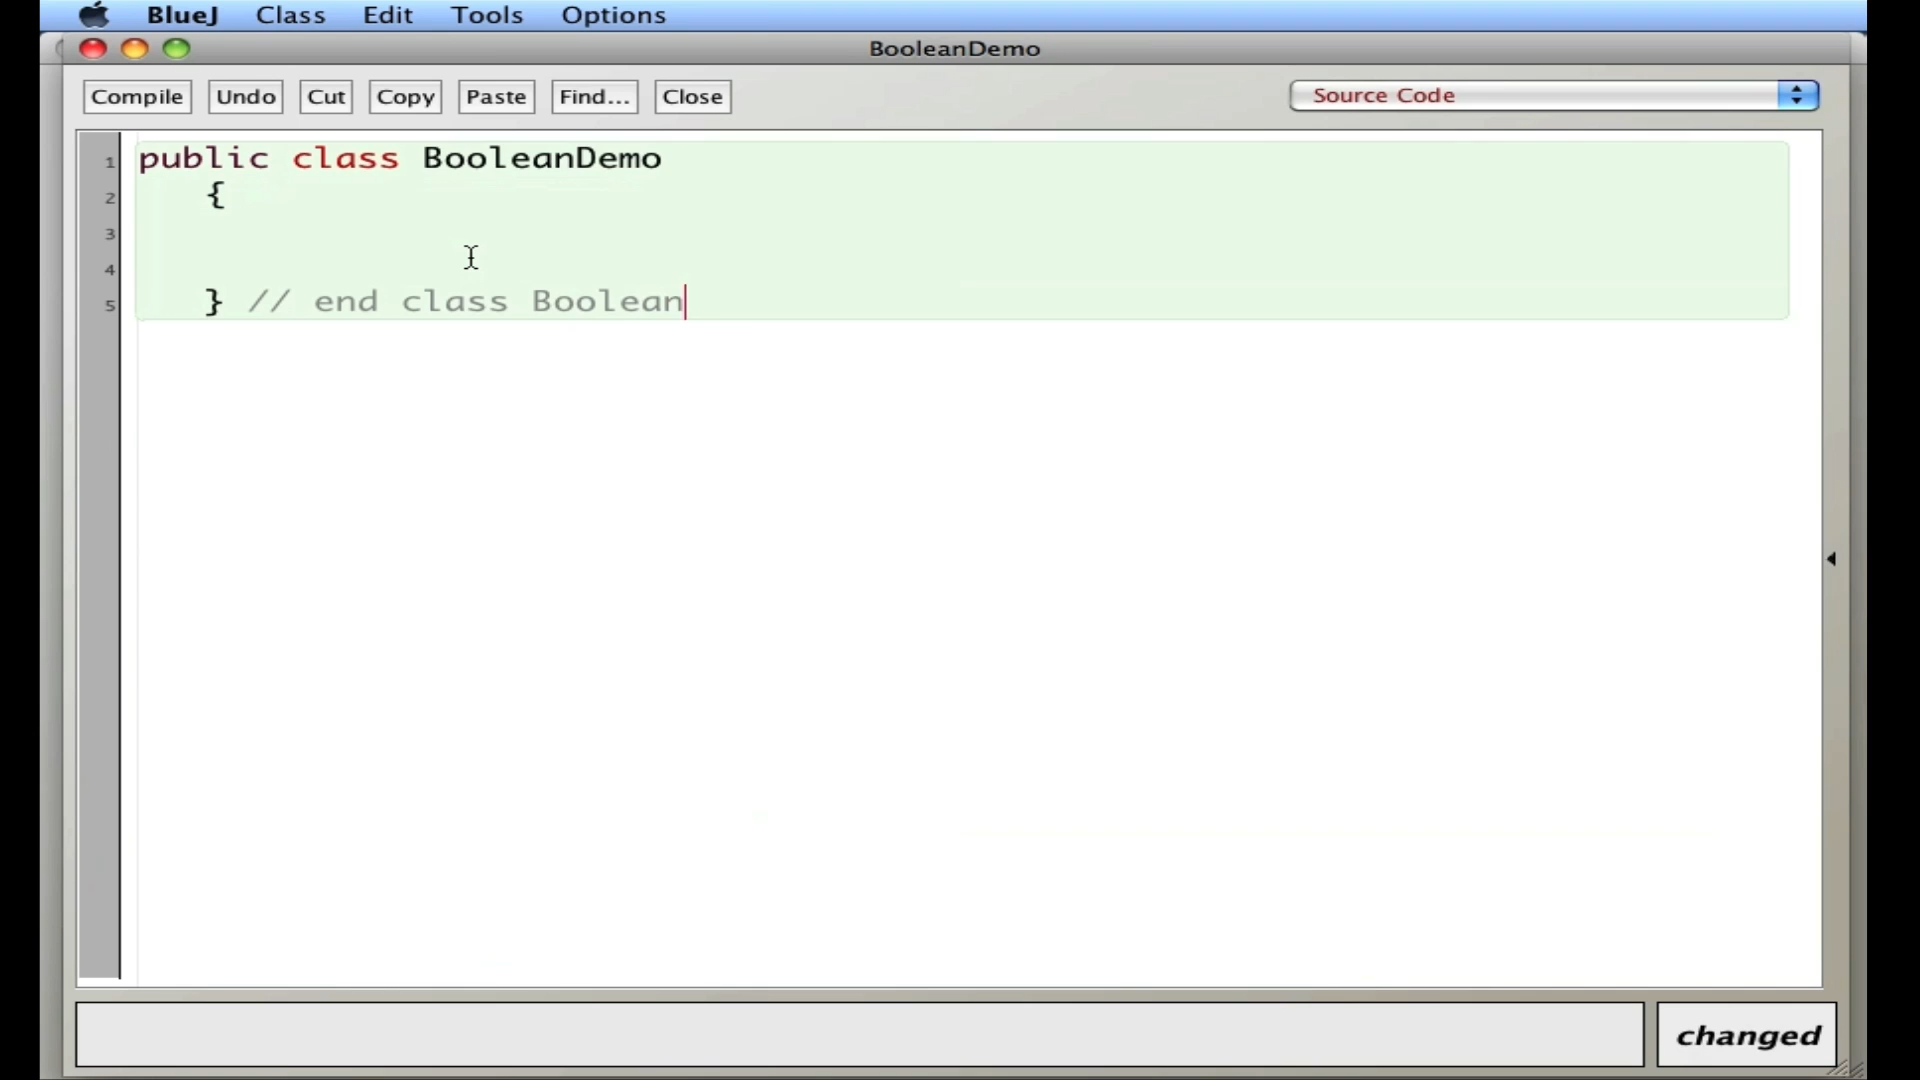 BlueJ Class Edit Tools Options
BooleanDemo
Compile Undo Cut Copy Paste Find... Close Source Code
1 public class BooleanDemo
2 {
3
4
5 } // end class Boolean
changed